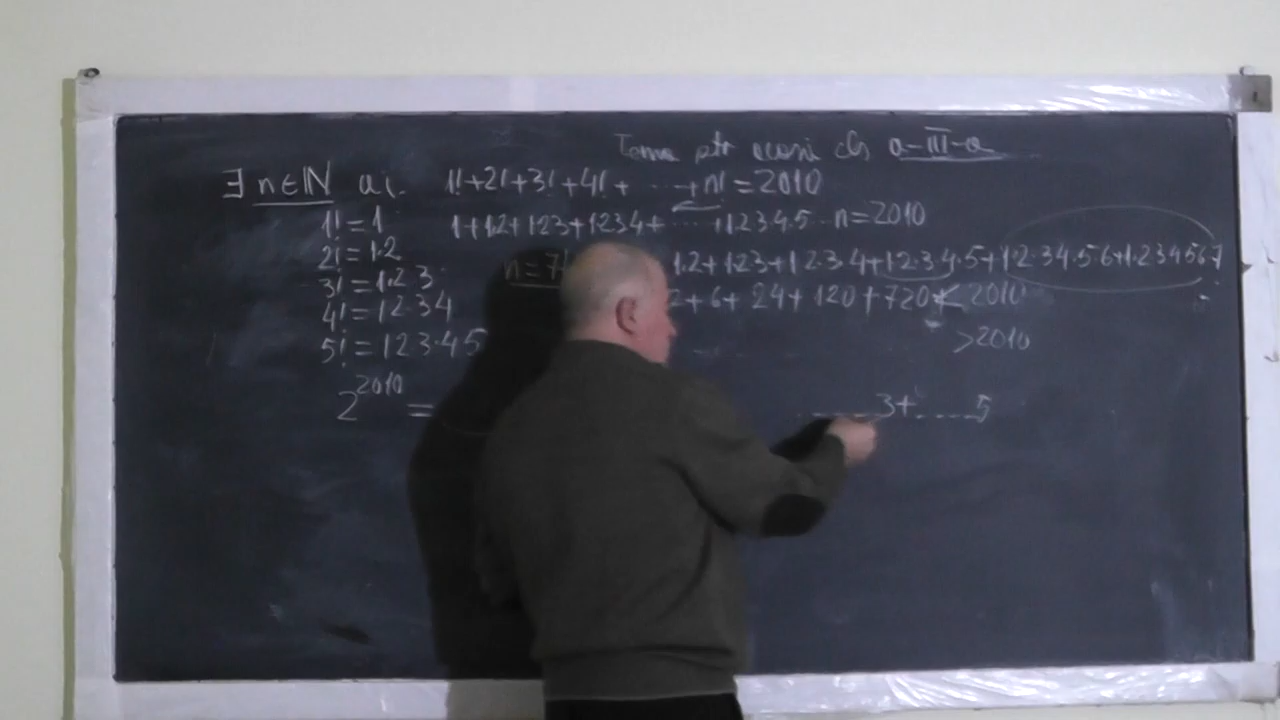 Tema ptr acasi cls a-III-a
∃ n∈ℕ a.i. 1!+2!+3!+4!+ ... +n! = 2010
1!=1 1+1.2+1.2.3+1.2.3.4+ ... +1.2.3.4.5...n=2010
2!=1.2 n=7 1.2+1.2.3+1.2.3.4+1.2.3.4.5+1.2.3.4.5.6+1.2.3.4.5.6.7
3!=1.2.3 2+6+24+120+720<2010
4!=1.2.3.4 >2010
5!=1.2.3.4.5
2^2010 = ......3+......5